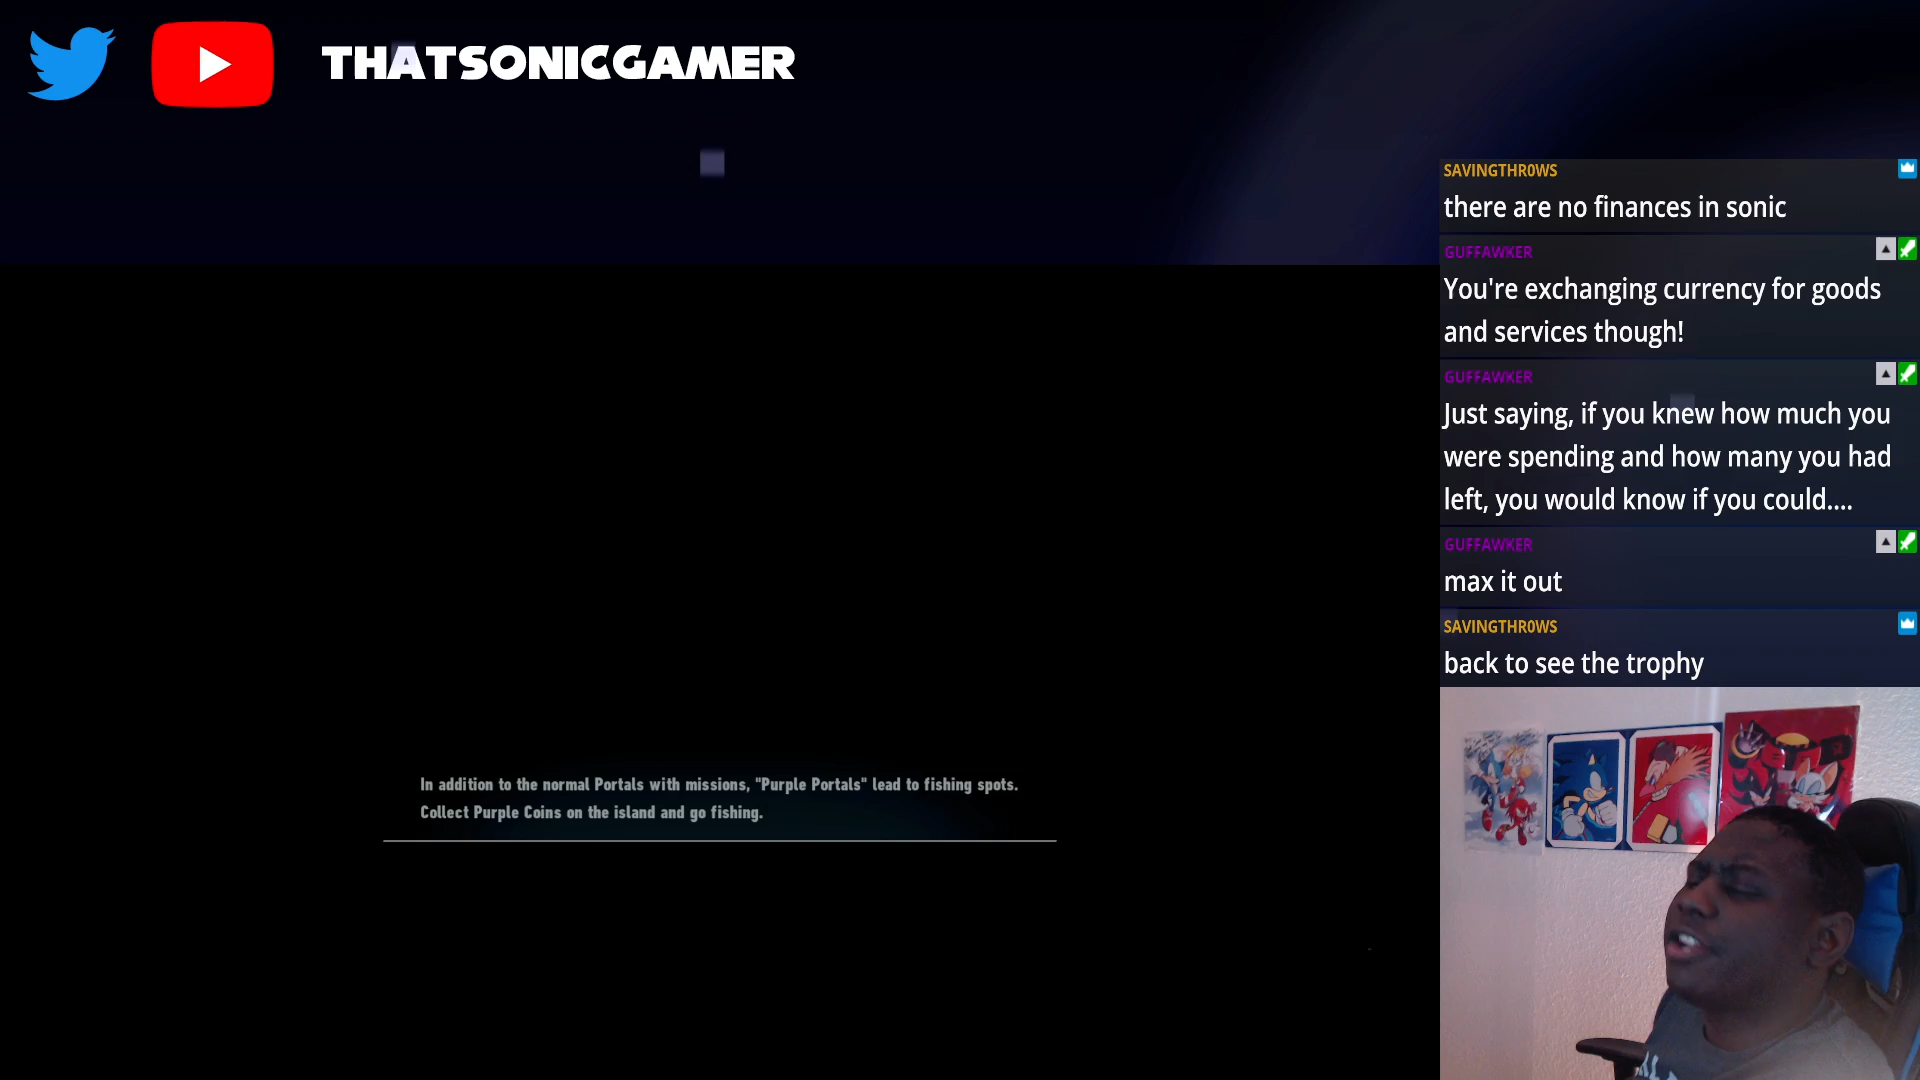 THATSONICGAMER
SAVINGTHR0WS
there are no finances in sonic
GUFFAWKER
You're exchanging currency for goods
and services though!
GUFFAWKER
Just saying, if you knew how much you
were spending and how many you had
left, you would know if you could....
GUFFAWKER
max it out
SAVINGTHR0WS
back to see the trophy
In addition to the normal Portals with missions, "Purple Portals" lead to fishing spots.
Collect Purple Coins on the island and go fishing.